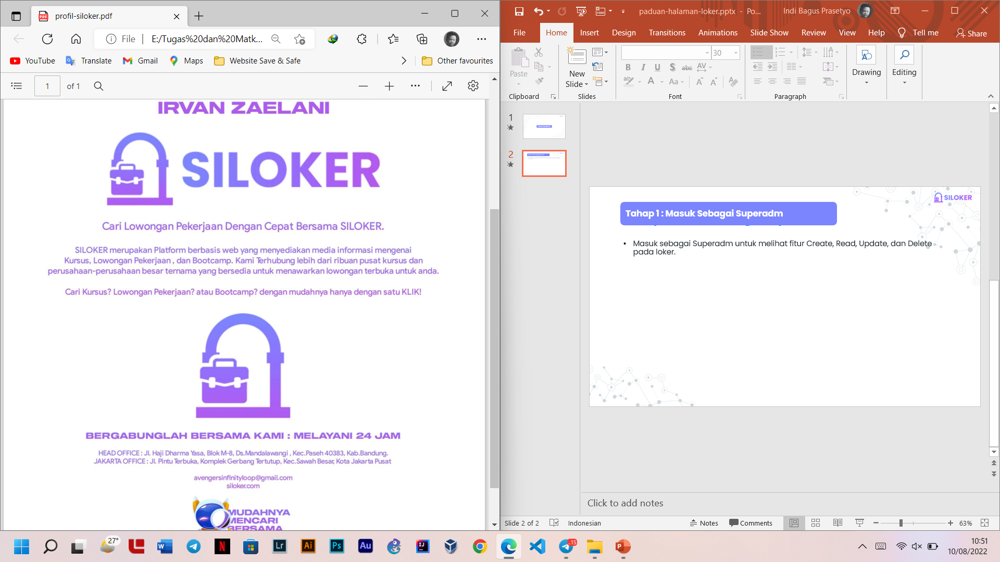 profil-siloker.pdf
File
E:/Tugas%20dan%20Matk...
YouTube
Translate
Gmail
Maps
Website Save & Safe
Other favourites
1
of 1
IRVAN ZAELANI
SILOKER
Cari Lowongan Pekerjaan Dengan Cepat Bersama SILOKER.
SILOKER merupakan Platform berbasis web yang menyediakan media informasi mengenai
Kursus, Lowongan Pekerjaan , dan Bootcamp. Kami Terhubung lebih dari ribuan pusat kursus dan
perusahaan-perusahaan besar ternama yang bersedia untuk menawarkan lowongan terbuka untuk anda.
Cari Kursus? Lowongan Pekerjaan? atau Bootcamp? dengan mudahnya hanya dengan satu KLIK!
BERGABUNGLAH BERSAMA KAMI : MELAYANI 24 JAM
HEAD OFFICE : Jl. Haji Dharma Yasa, Blok M-8, Ds.Mandalawangi , Kec.Paseh 40383, Kab.Bandung.
JAKARTA OFFICE : Jl. Pintu Terbuka, Komplek Gerbang Tertutup, Kec.Sawah Besar, Kota Jakarta Pusat
avengersinfinityloop@gmail.com
siloker.com
MUDAHNYA
MENCARI
BERSAMA
paduan-halaman-loker.pptx - Po...
Indi Bagus Prasetyo
File
Home
Insert
Design
Transitions
Animations
Slide Show
Review
View
Help
Tell me
Share
Paste
Clipboard
New
Slide
Slides
30
B I U S abc AV
A Aa A A
Font
Paragraph
Drawing
Editing
1
2
SILOKER
Tahap 1 : Masuk Sebagai Superadm
• Masuk sebagai Superadm untuk melihat fitur Create, Read, Update, dan Delete
pada loker.
Click to add notes
Slide 2 of 2
Indonesian
Notes
Comments
63%
27°
Lr
Ai
Ps
Au
IJ
.15
10:51
10/08/2022